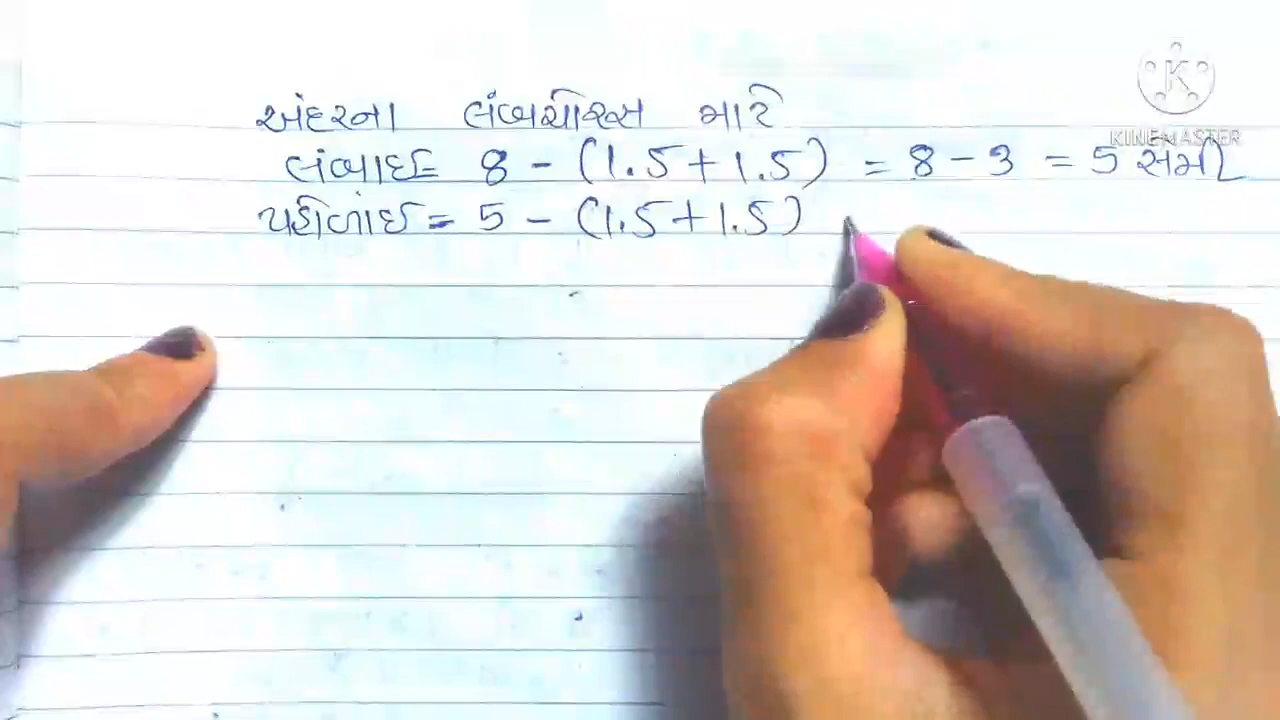 K
KINEMASTER
અંદરના લંબચોરસ માટે
લંબાઈ = 8 - (1.5 + 1.5) = 8 - 3 = 5 સેમી
પહોળાઈ = 5 - (1.5 + 1.5)